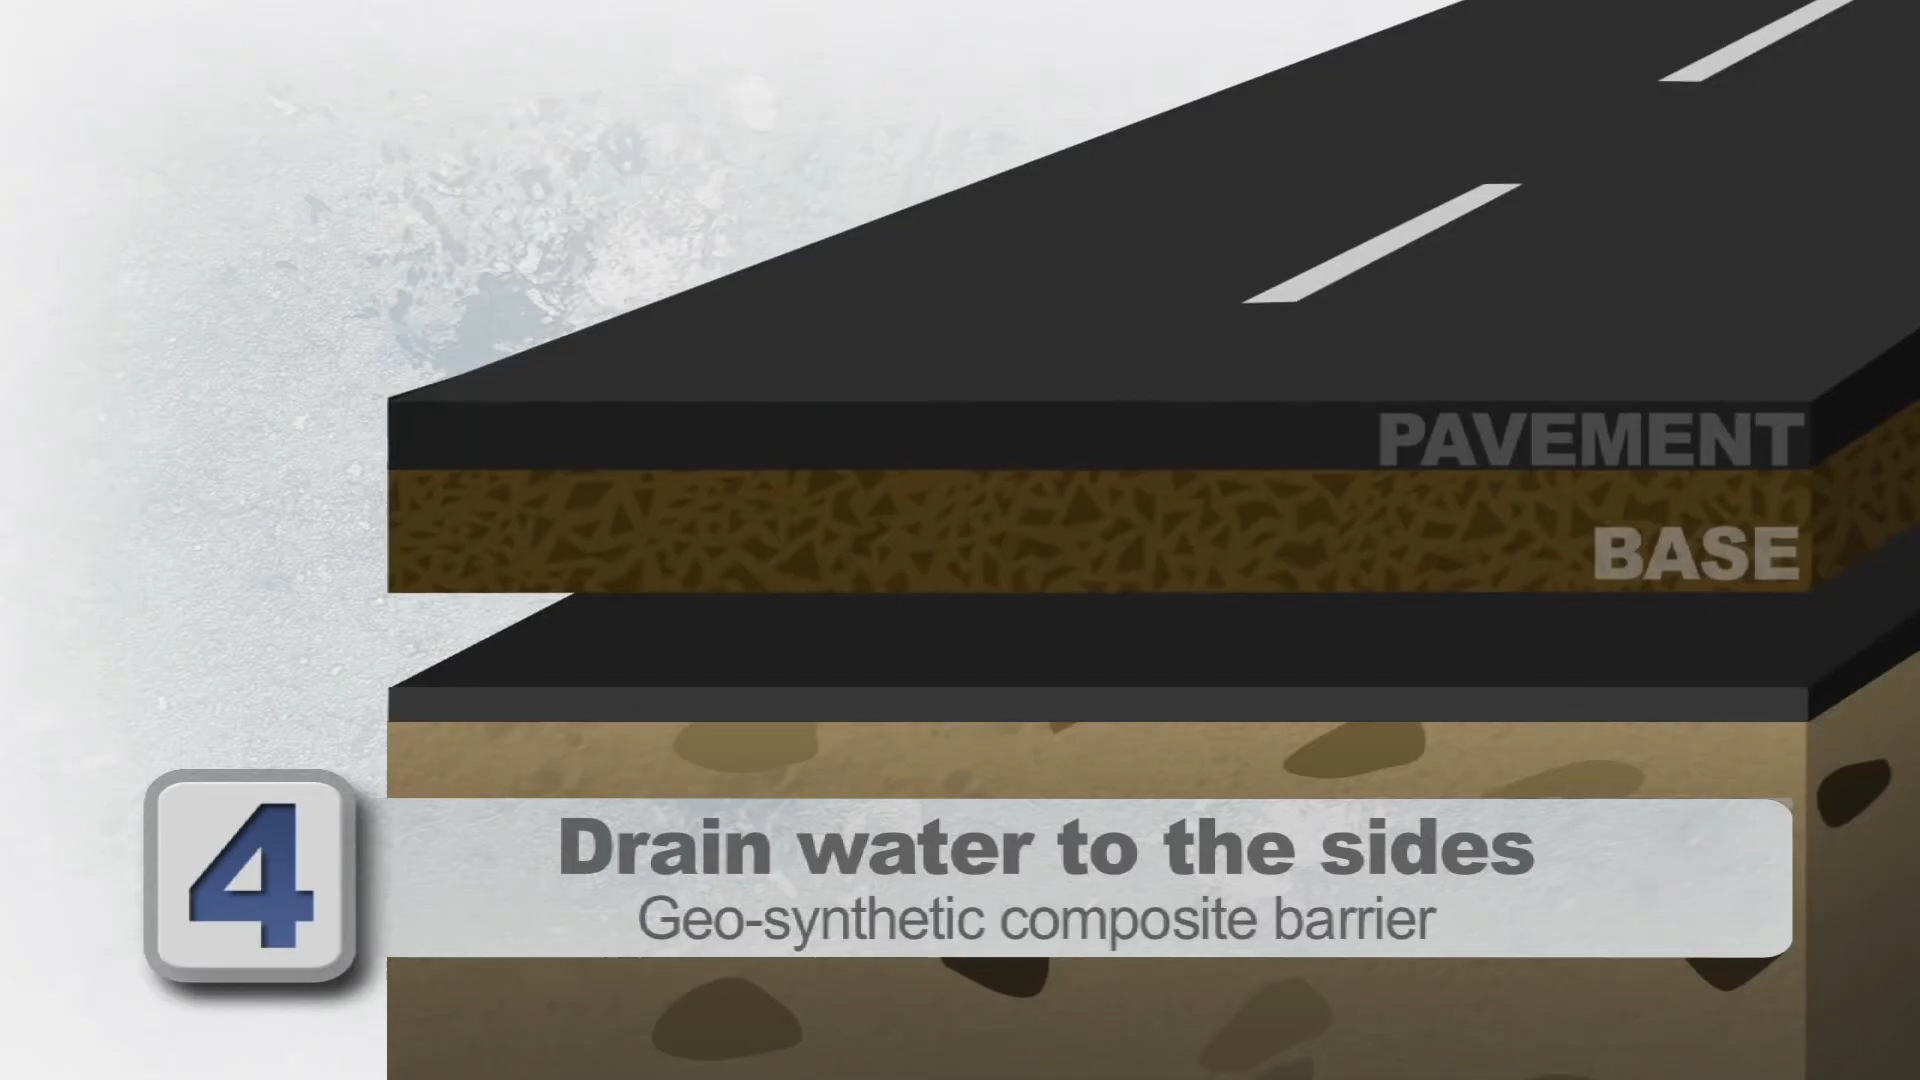 PAVEMENT
BASE
4
Drain water to the sides
Geo-synthetic composite barrier